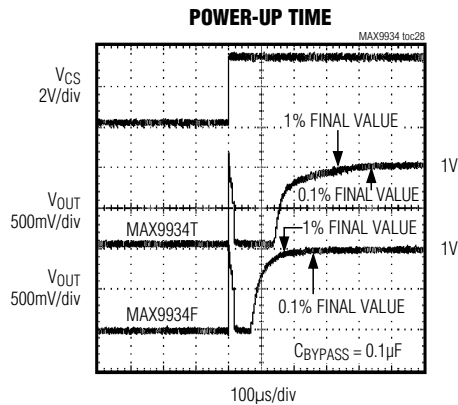 POWER-UP TIME
MAX9934 toc28
VCS
2V/div
1% FINAL VALUE
1V
0.1% FINAL VALUE
VOUT
500mV/div
MAX9934T
1% FINAL VALUE
1V
VOUT
500mV/div
0.1% FINAL VALUE
MAX9934F
CBYPASS = 0.1µF
100µs/div